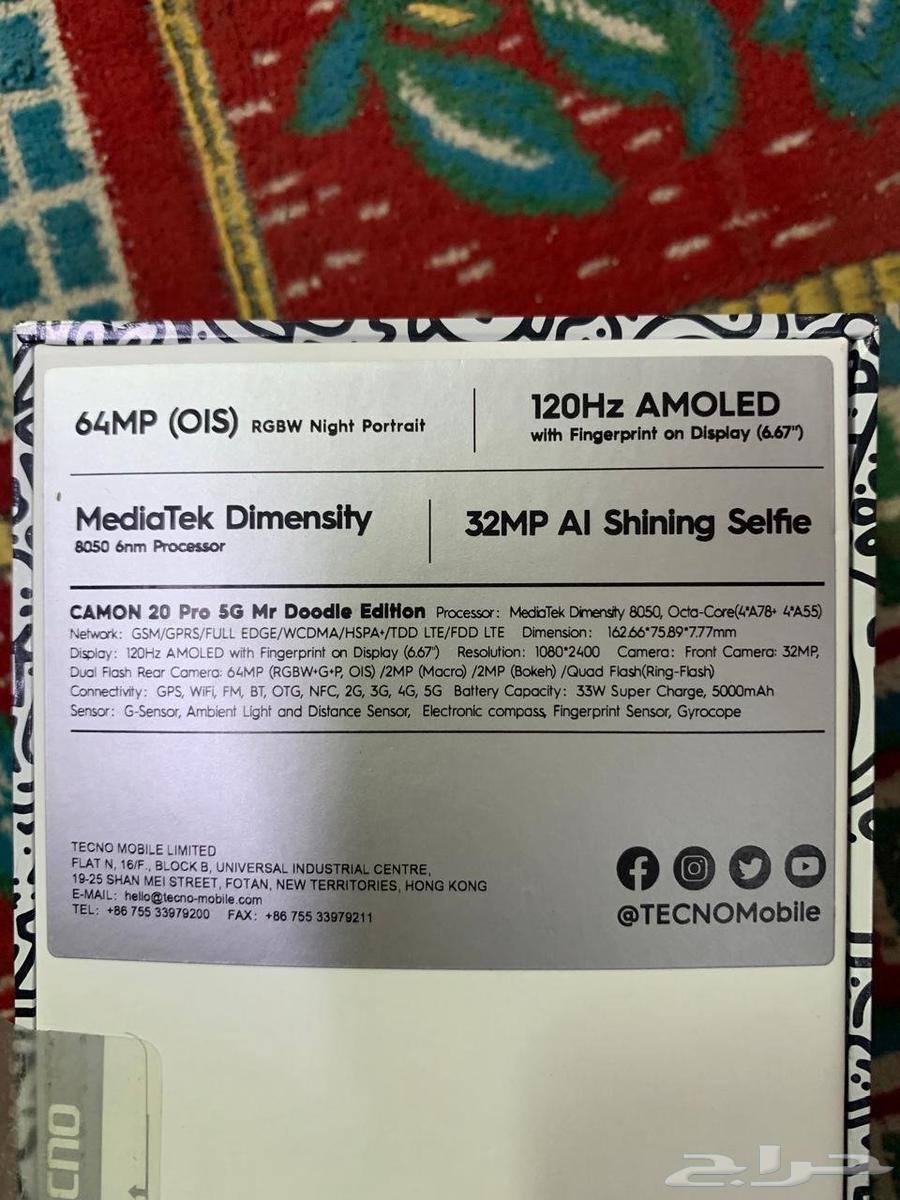 64MP (OIS) RGBW Night Portrait
120Hz AMOLED
with Fingerprint on Display (6.67")
MediaTek Dimensity
8050 6nm Processor
32MP AI Shining Selfie
CAMON 20 Pro 5G Mr Doodle Edition Processor: MediaTek Dimensity 8050, Octa-Core(4*A78+ 4*A55)
Network: GSM/GPRS/FULL EDGE/WCDMA/HSPA+/TDD LTE/FDD LTE Dimension: 162.66*75.89*7.77mm
Display: 120Hz AMOLED with Fingerprint on Display (6.67") Resolution: 1080*2400 Camera: Front Camera: 32MP,
Dual Flash Rear Camera: 64MP (RGBW+G+P, OIS) /2MP (Macro) /2MP (Bokeh) /Quad Flash(Ring-Flash)
Connectivity: GPS, WiFi, FM, BT, OTG, NFC, 2G, 3G, 4G, 5G Battery Capacity: 33W Super Charge, 5000mAh
Sensor: G-Sensor, Ambient Light and Distance Sensor, Electronic compass, Fingerprint Sensor, Gyrocope
TECNO MOBILE LIMITED
FLAT N, 16/F., BLOCK B, UNIVERSAL INDUSTRIAL CENTRE,
19-25 SHAN MEI STREET, FOTAN, NEW TERRITORIES, HONG KONG
E-MAIL: hello@tecno-mobile.com
TEL: +86 755 33979200 FAX: +86 755 33979211
@TECNOMobile
cno
حراج